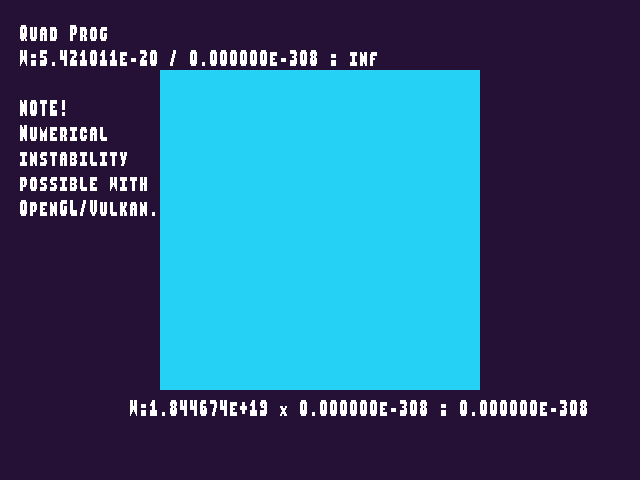 Quad Prog
W:5.421011e-20 / 0.000000e-308 : inf
NOTE!
Numerical
instability
possible with
OpenGL/Vulkan.
W:1.844674e+19 x 0.000000e-308 : 0.000000e-308